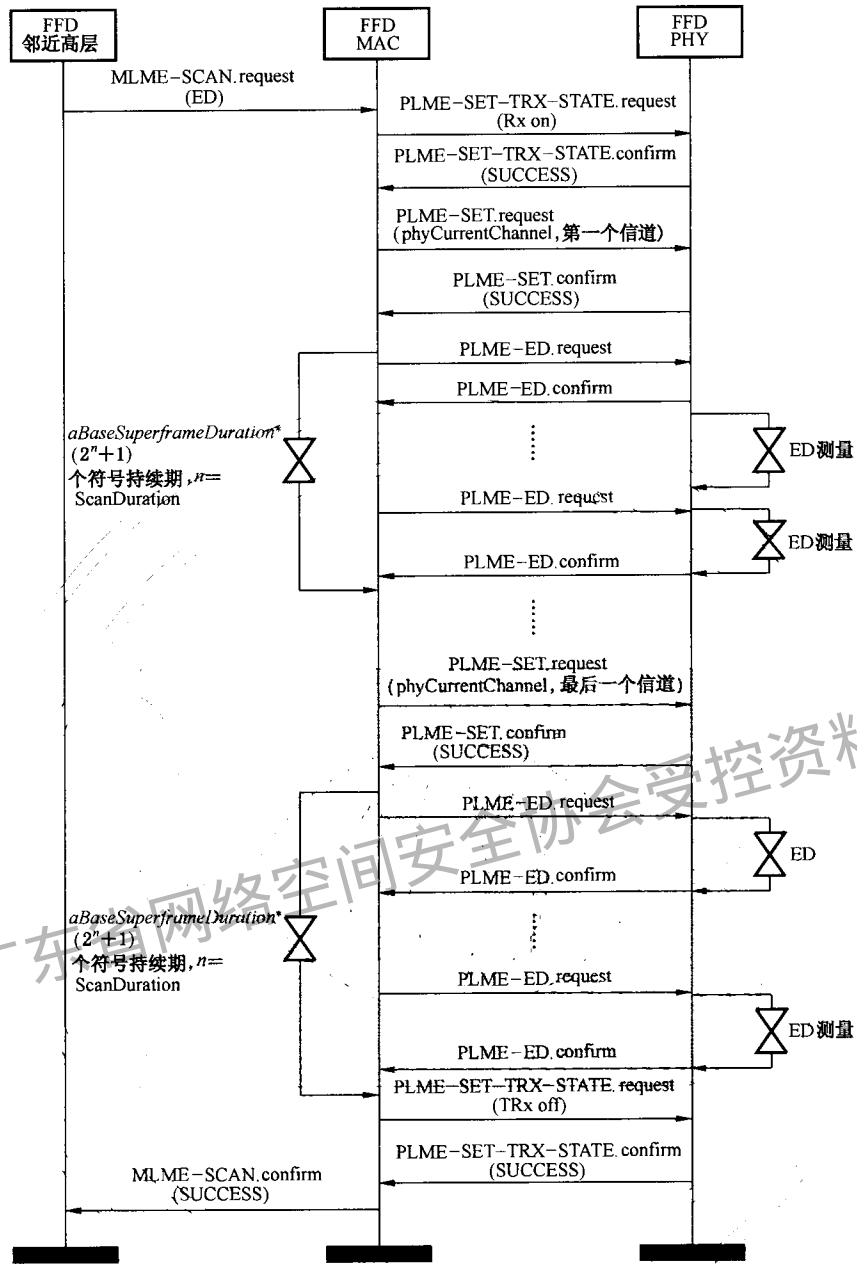 FFD
邻近高层
FFD
MAC
FFD
PHY
MLME-SCAN.request
(ED)
PLME-SET-TRX-STATE.request
(Rx on)
PLME-SET-TRX-STATE.confirm
(SUCCESS)
PLME-SET.request
(phyCurrentChannel,第一个信道)
PLME-SET.confirm
(SUCCESS)
PLME-ED.request
PLME-ED.confirm
aBaseSuperframeDuration*
(2ⁿ+1)
个符号持续期,n=
ScanDuration
ED测量
PLME-ED.request
ED测量
PLME-ED.confirm
PLME-SET.request
(phyCurrentChannel,最后一个信道)
PLME-SET.confirm
(SUCCESS)
PLME-ED.request
ED
PLME-ED.confirm
aBaseSuperframeDuration*
(2ⁿ+1)
个符号持续期,n=
ScanDuration
PLME-ED.request
ED测量
PLME-ED.confirm
PLME-SET-TRX-STATE.request
(TRx off)
PLME-SET-TRX-STATE.confirm
(SUCCESS)
MLME-SCAN.confirm
(SUCCESS)
广东省网络空间安全协会受控资料